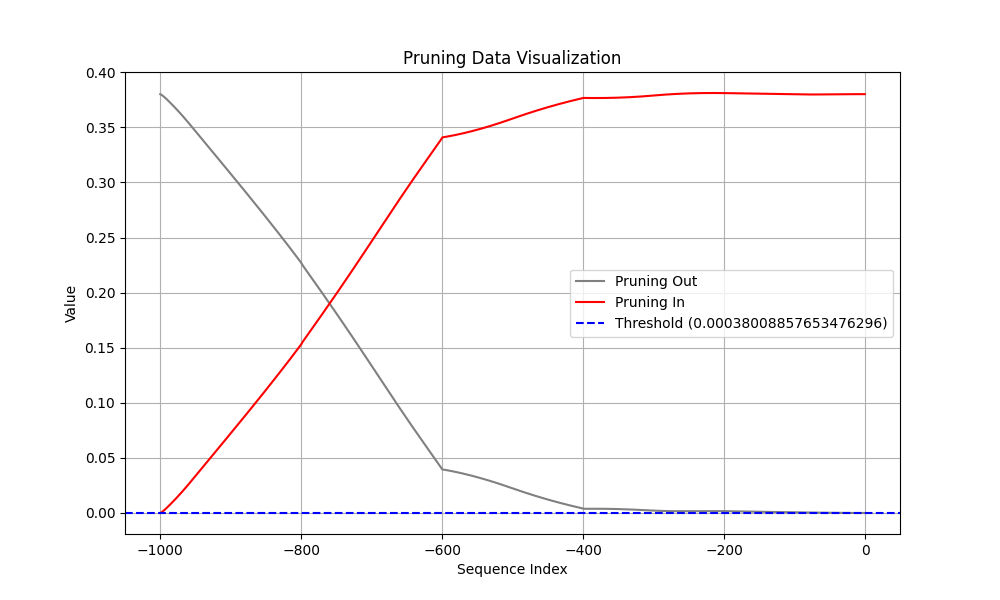 Pruning Data Visualization
0.40
0.35
0.30
0.25
0.20
0.15
0.10
0.05
0.00
Value
Pruning Out
Pruning In
Threshold (0.00038008857653476296)
−1000
−800
−600
−400
−200
0
Sequence Index